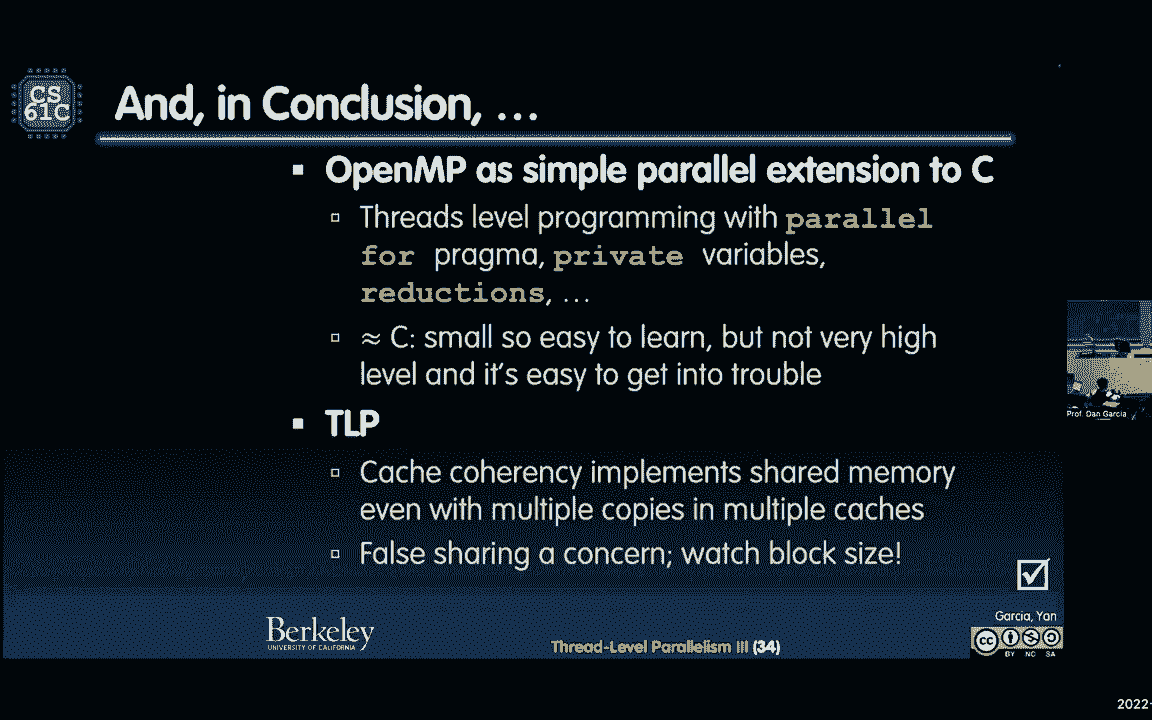 CS
61C
And, in Conclusion, …
▪ OpenMP as simple parallel extension to C
▫ Threads level programming with parallel
for pragma, private variables,
reductions, …
▫ ≈ C: small so easy to learn, but not very high
level and it's easy to get into trouble
▪ TLP
▫ Cache coherency implements shared memory
even with multiple copies in multiple caches
▫ False sharing a concern; watch block size!
Prof. Dan Garcia
Berkeley
UNIVERSITY OF CALIFORNIA
Thread-Level Parallelism III (34)
Garcia, Yan
cc
BY NC SA
2022-